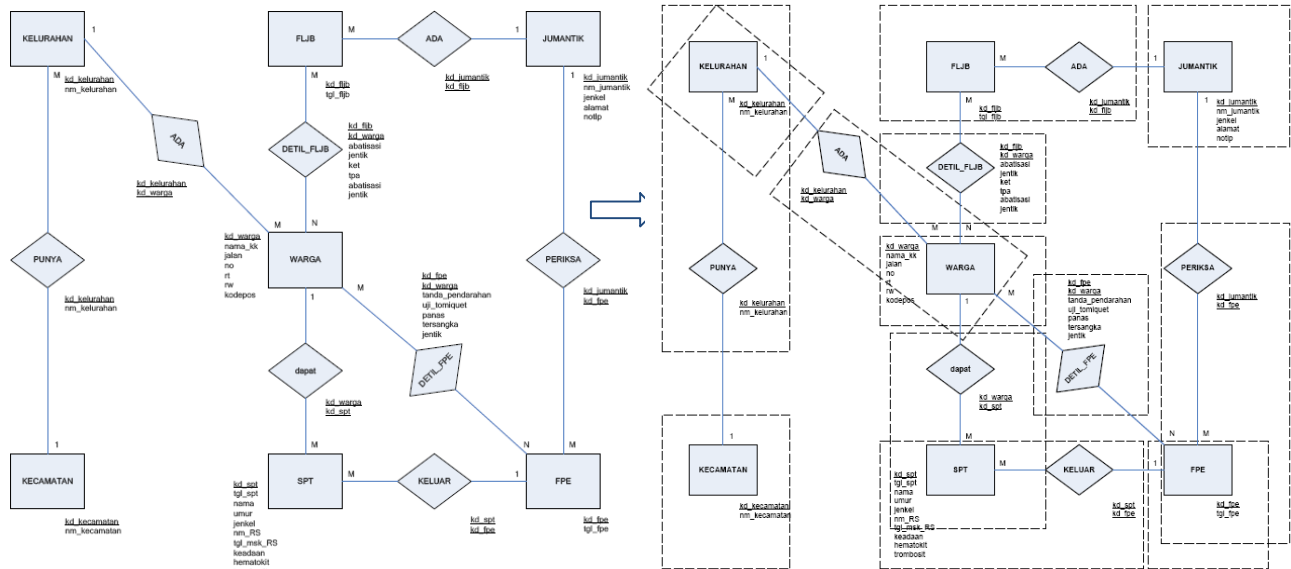 KELURAHAN
1
M
kd_kelurahan
nm_kelurahan
ADA
kd_kelurahan
kd_warga
M
PUNYA
kd_kelurahan
nm_kelurahan
1
KECAMATAN
kd_kecamatan
nm_kecamatan
FLJB
M
ADA
1
JUMANTIK
M
kd_fljb
tgl_fljb
kd_jumantik
kd_fljb
1
kd_jumantik
nm_jumantik
jenkel
alamat
notlp
DETIL_FLJB
kd_fljb
kd_warga
abatisasi
jentik
ket
tpa
abatisasi
jentik
N
kd_warga
nama_kk
jalan
no
rt
rw
kodepos
WARGA
1
M
kd_fpe
kd_warga
tanda_pendarahan
uji_tomiquet
panas
tersangka
jentik
PERIKSA
kd_jumantik
kd_fpe
dapat
kd_warga
kd_spt
DETIL_FPE
M
N
M
SPT
M
KELUAR
1
FPE
kd_spt
tgl_spt
nama
umur
jenkel
nm_RS
tgl_msk_RS
keadaan
hematokit
kd_spt
kd_fpe
kd_fpe
tgl_fpe
KELURAHAN
1
M
kd_kelurahan
nm_kelurahan
ADA
kd_kelurahan
kd_warga
M
PUNYA
kd_kelurahan
nm_kelurahan
1
KECAMATAN
kd_kecamatan
nm_kecamatan
FLJB
M
ADA
1
JUMANTIK
M
kd_fljb
tgl_fljb
kd_jumantik
kd_fljb
1
kd_jumantik
nm_jumantik
jenkel
alamat
notip
DETIL_FLJB
kd_fljb
kd_warga
abatisasi
jentik
ket
tpa
abatisasi
jentik
N
kd_warga
nama_kk
jalan
no
rt
rw
kodepos
WARGA
1
M
kd_fpe
kd_warga
tanda_pendarahan
uji_tomiquet
panas
tersangka
jentik
PERIKSA
kd_jumantik
kd_fpe
dapat
kd_warga
kd_spt
DETIL_FPE
M
N
M
SPT
M
KELUAR
1
FPE
kd_spt
tgl_spt
nama
umur
jenkel
nm_RS
tgl_msk_RS
keadaan
hematokit
trombosit
kd_spt
kd_fpe
kd_fpe
tgl_fpe